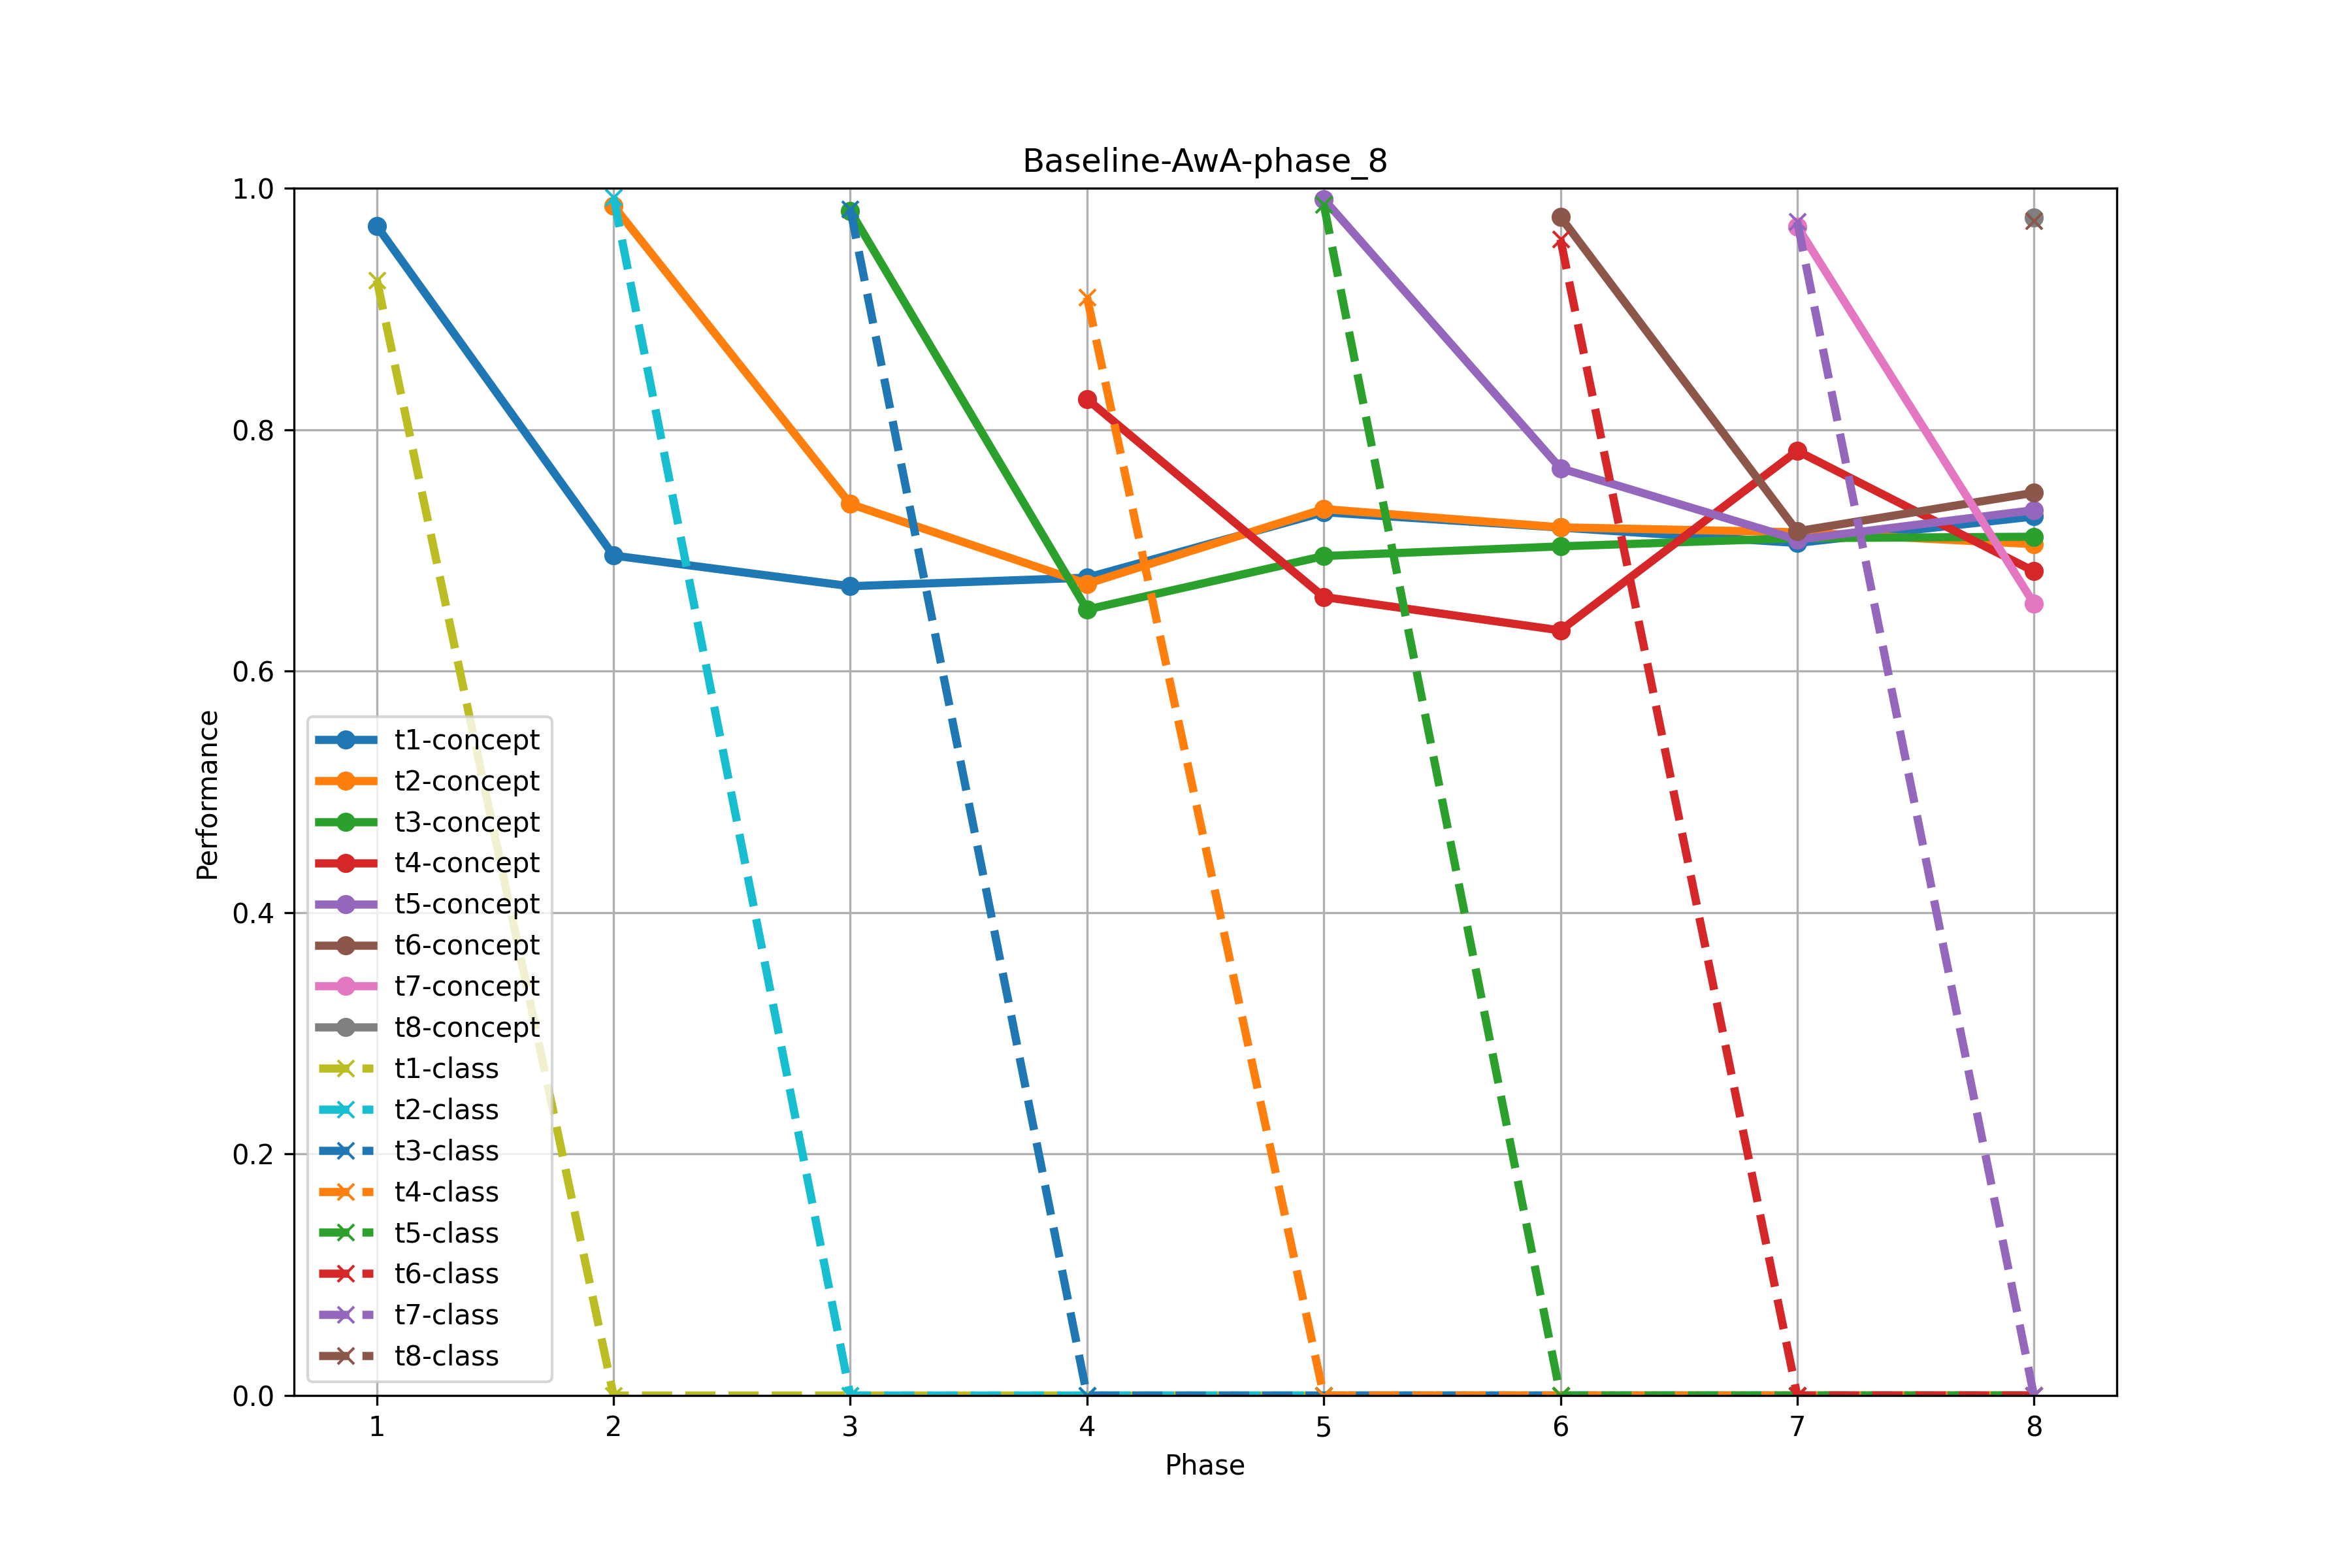 Baseline-AwA-phase_8
1.0
0.8
0.6
0.4
0.2
0.0
Performance
t1-concept
t2-concept
t3-concept
t4-concept
t5-concept
t6-concept
t7-concept
t8-concept
t1-class
t2-class
t3-class
t4-class
t5-class
t6-class
t7-class
t8-class
1 2 3 4 5 6 7 8
Phase